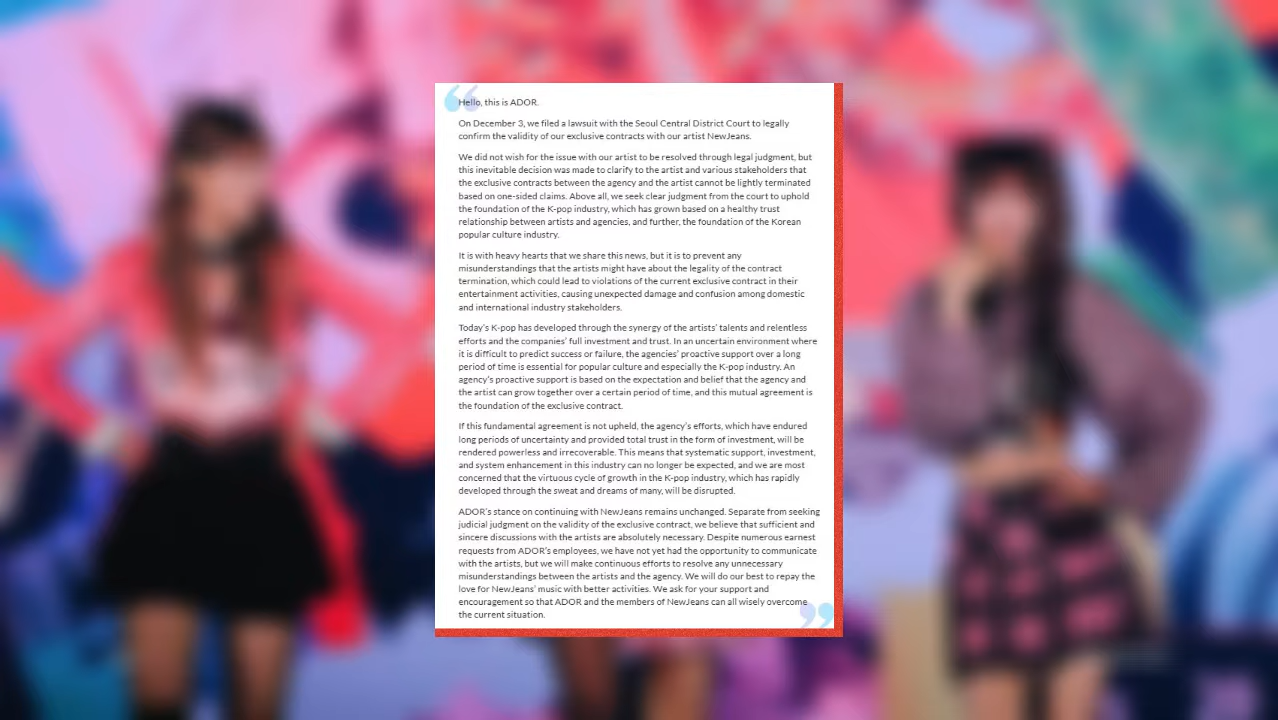 Hello, this is ADOR.
On December 3, we filed a lawsuit with the Seoul Central District Court to legally
confirm the validity of our exclusive contracts with our artist NewJeans.
We did not wish for the issue with our artist to be resolved through legal judgment, but
this inevitable decision was made to clarify to the artist and various stakeholders that
the exclusive contracts between the agency and the artist cannot be lightly terminated
based on one-sided claims. Above all, we seek clear judgment from the court to uphold
the foundation of the K-pop industry, which has grown based on a healthy trust
relationship between artists and agencies, and further, the foundation of the Korean
popular culture industry.
It is with heavy hearts that we share this news, but it is to prevent any
misunderstandings that the artists might have about the legality of the contract
termination, which could lead to violations of the current exclusive contract in their
entertainment activities, causing unexpected damage and confusion among domestic
and international industry stakeholders.
Today's K-pop has developed through the synergy of the artists' talents and relentless
efforts and the companies' full investment and trust. In an uncertain environment where
it is difficult to predict success or failure, the agencies' proactive support over a long
period of time is essential for popular culture and especially the K-pop industry. An
agency's proactive support is based on the expectation and belief that the agency and
the artist can grow together over a certain period of time, and this mutual agreement is
the foundation of the exclusive contract.
If this fundamental agreement is not upheld, the agency's efforts, which have endured
long periods of uncertainty and provided total trust in the form of investment, will be
rendered powerless and irrecoverable. This means that systematic support, investment,
and system enhancement in this industry can no longer be expected, and we are most
concerned that the virtuous cycle of growth in the K-pop industry, which has rapidly
developed through the sweat and dreams of many, will be disrupted.
ADOR's stance on continuing with NewJeans remains unchanged. Separate from seeking
judicial judgment on the validity of the exclusive contract, we believe that sufficient and
sincere discussions with the artists are absolutely necessary. Despite numerous earnest
requests from ADOR's employees, we have not yet had the opportunity to communicate
with the artists, but we will make continuous efforts to resolve any unnecessary
misunderstandings between the artists and the agency. We will do our best to repay the
love for NewJeans' music with better activities. We ask for your support and
encouragement so that ADOR and the members of NewJeans can all wisely overcome
the current situation.